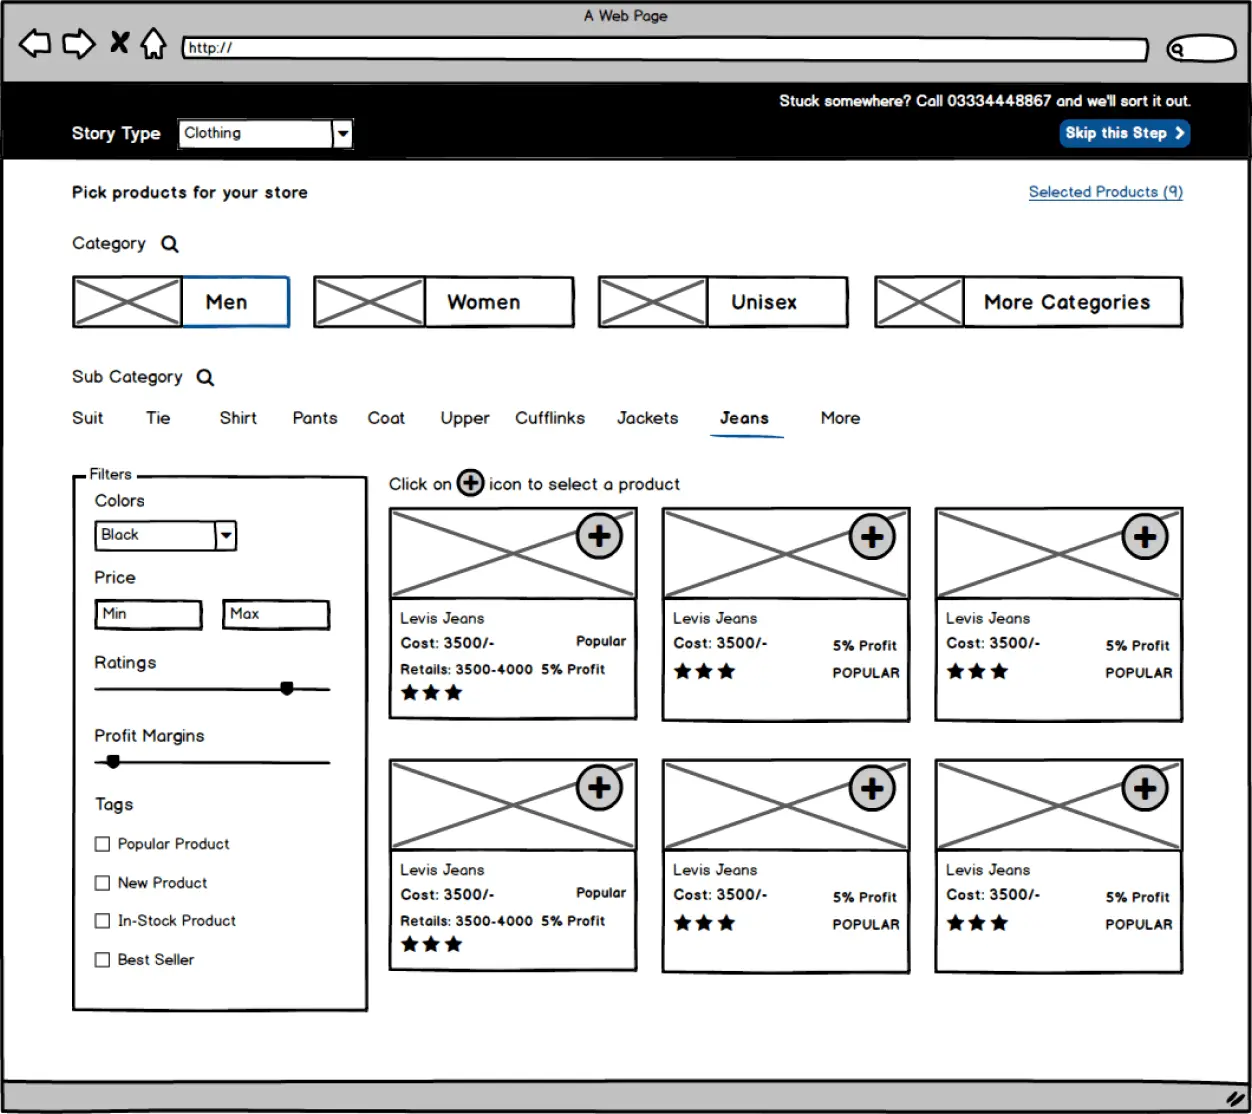 A Web Page
http://
Stuck somewhere? Call 03334448867 and we'll sort it out.
Story Type Clothing Skip this Step
Pick products for your store Selected Products (9)
Category
Men Women Unisex More Categories
Sub Category
Suit Tie Shirt Pants Coat Upper Cufflinks Jackets Jeans More
Filters
Colors
Black
Price
Min Max
Ratings
Profit Margins
Tags
Popular Product
New Product
In-Stock Product
Best Seller
Click on icon to select a product
Levis Jeans
Cost: 3500/- Popular
Retails: 3500-4000 5% Profit
Levis Jeans
Cost: 3500/- 5% Profit
POPULAR
Levis Jeans
Cost: 3500/- 5% Profit
POPULAR
Levis Jeans
Cost: 3500/- Popular
Retails: 3500-4000 5% Profit
Levis Jeans
Cost: 3500/- 5% Profit
POPULAR
Levis Jeans
Cost: 3500/- 5% Profit
POPULAR